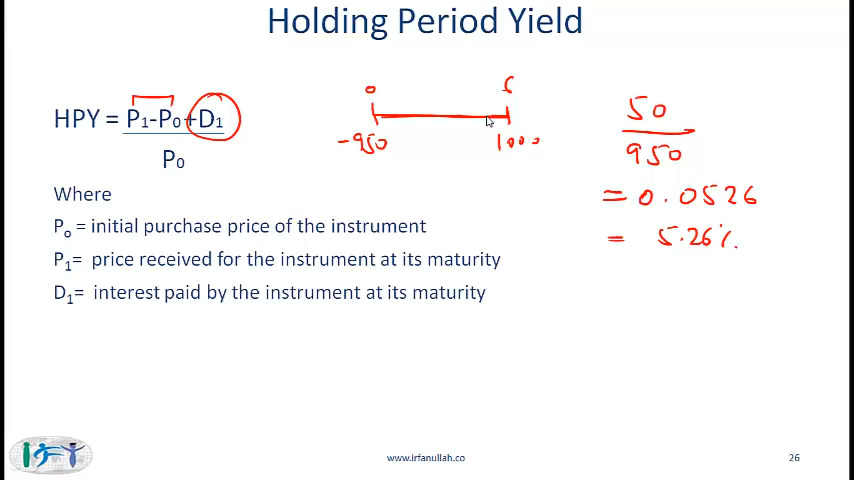 Holding Period Yield
HPY = P₁-P₀+D₁
P₀
0 6
-950 1000
50
950
= 0.0526
= 5.26%
Where
Pₒ = initial purchase price of the instrument
P₁= price received for the instrument at its maturity
D₁= interest paid by the instrument at its maturity
www.irfanullah.co
26